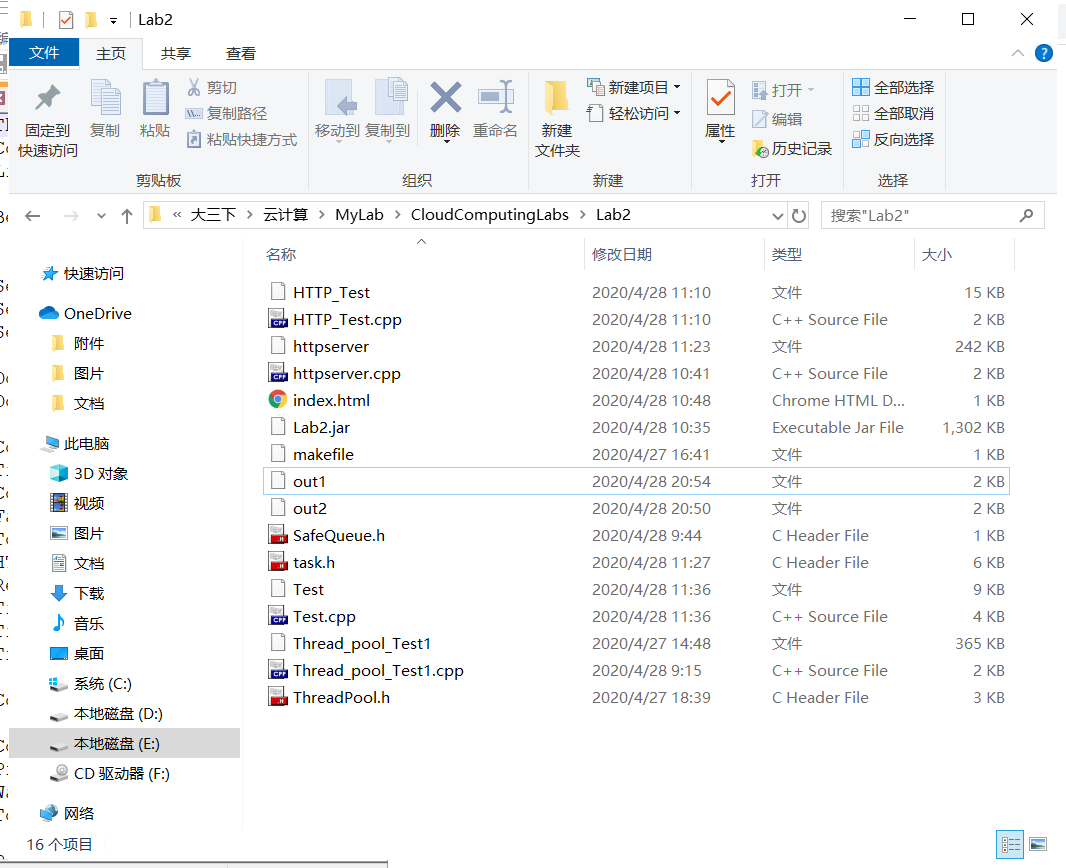 Lab2
文件 主页 共享 查看
固定到快速访问 复制 粘贴 剪切 复制路径 粘贴快捷方式 移动到 复制到 删除 重命名 新建文件夹 新建项目 轻松访问 属性 打开 编辑 历史记录 全部选择 全部取消 反向选择
剪贴板 组织 新建 打开 选择
« 大三下 > 云计算 > MyLab > CloudComputingLabs > Lab2 搜索"Lab2"
名称 修改日期 类型 大小
快速访问
OneDrive
附件
图片
文档
此电脑
3D 对象
视频
图片
文档
下载
音乐
桌面
系统 (C:)
本地磁盘 (D:)
本地磁盘 (E:)
CD 驱动器 (F:)
网络
HTTP_Test 2020/4/28 11:10 文件 15 KB
HTTP_Test.cpp 2020/4/28 11:10 C++ Source File 2 KB
httpserver 2020/4/28 11:23 文件 242 KB
httpserver.cpp 2020/4/28 10:41 C++ Source File 2 KB
index.html 2020/4/28 10:48 Chrome HTML D... 1 KB
Lab2.jar 2020/4/28 10:35 Executable Jar File 1,302 KB
makefile 2020/4/27 16:41 文件 1 KB
out1 2020/4/28 20:54 文件 2 KB
out2 2020/4/28 20:50 文件 2 KB
SafeQueue.h 2020/4/28 9:44 C Header File 1 KB
task.h 2020/4/28 11:27 C Header File 6 KB
Test 2020/4/28 11:36 文件 9 KB
Test.cpp 2020/4/28 11:36 C++ Source File 4 KB
Thread_pool_Test1 2020/4/27 14:48 文件 365 KB
Thread_pool_Test1.cpp 2020/4/28 9:15 C++ Source File 2 KB
ThreadPool.h 2020/4/27 18:39 C Header File 3 KB
16 个项目